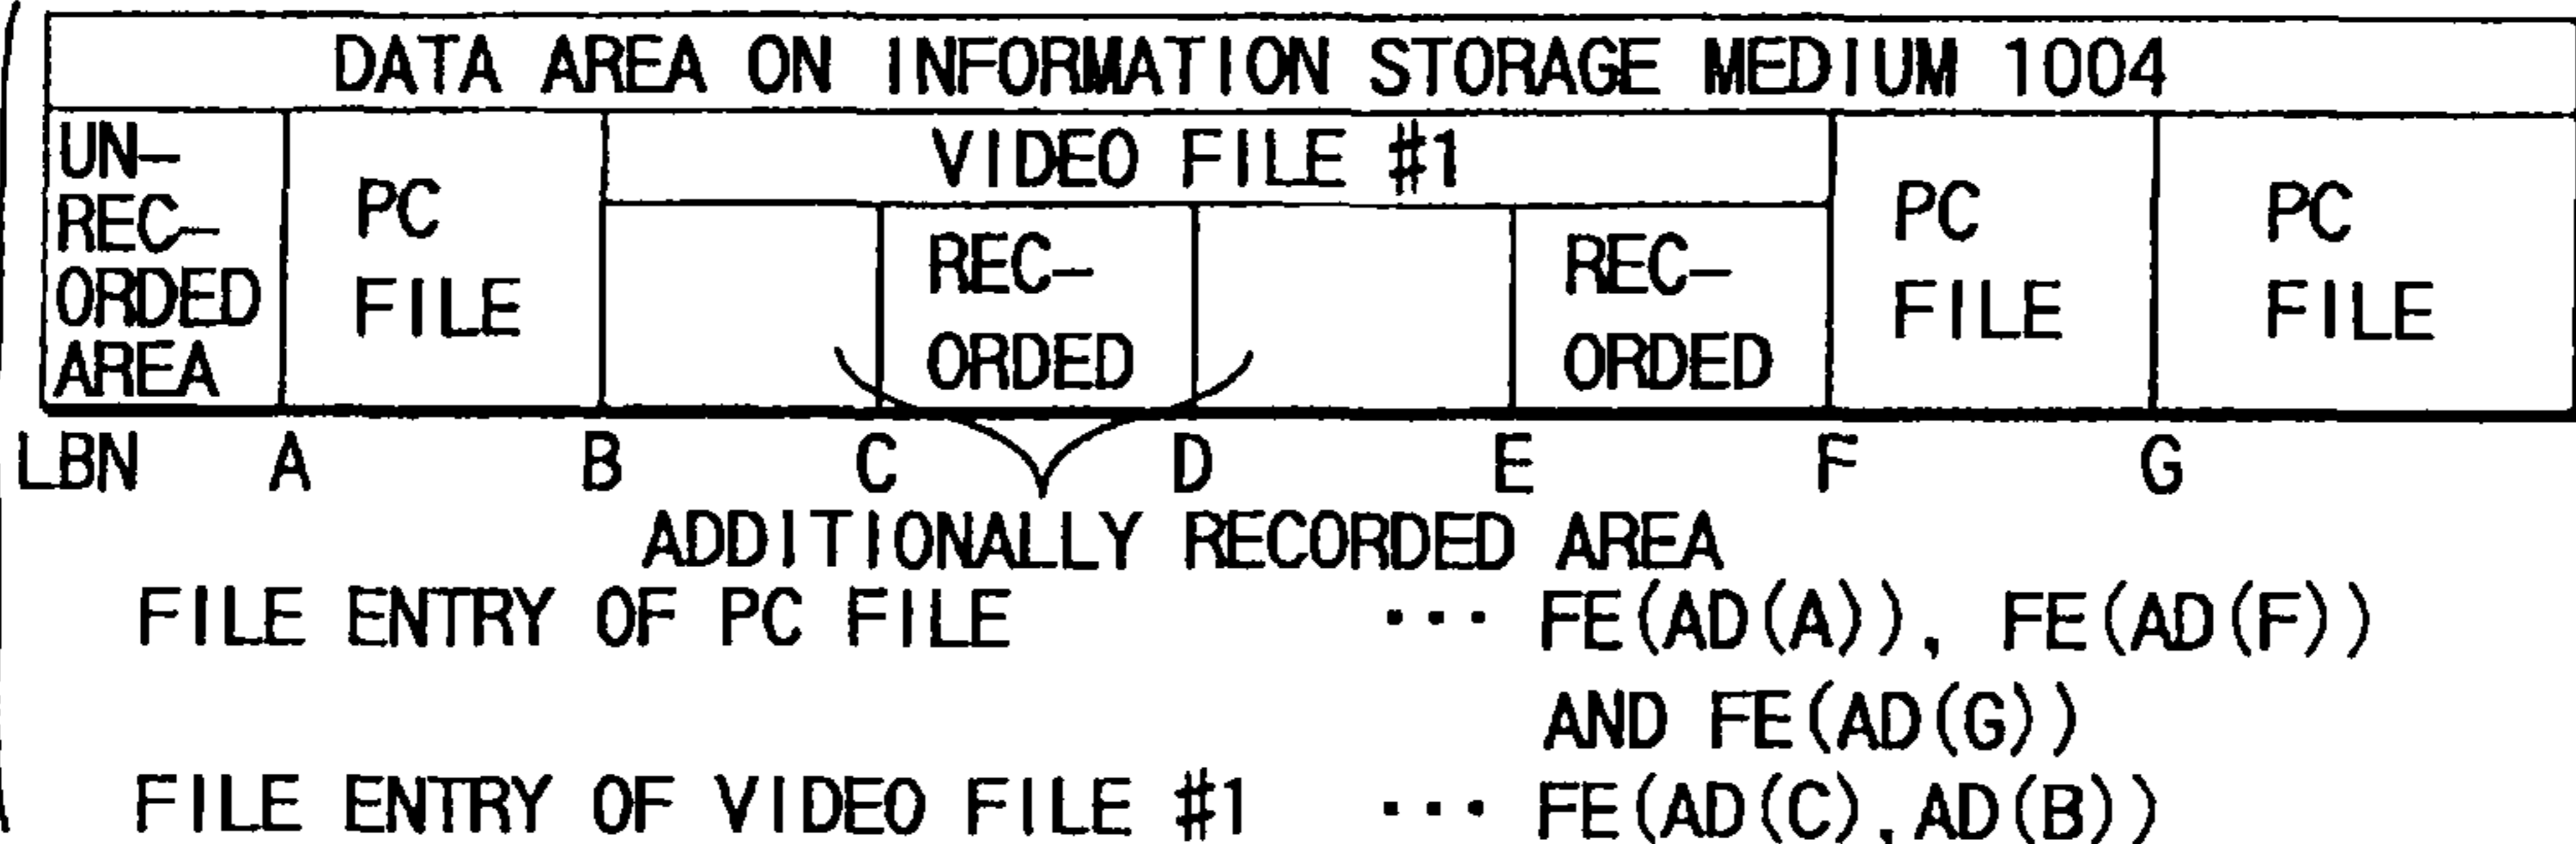 DATA AREA ON INFORMATION STORAGE MEDIUM 1004
UN-
REC-
ORDED
AREA
PC
FILE
VIDEO FILE #1
REC-
ORDED
REC-
ORDED
PC
FILE
PC
FILE
LBN A B C D E F G
ADDITIONALLY RECORDED AREA
FILE ENTRY OF PC FILE ··· FE(AD(A)), FE(AD(F))
AND FE(AD(G))
FILE ENTRY OF VIDEO FILE #1 ··· FE(AD(C),AD(B))